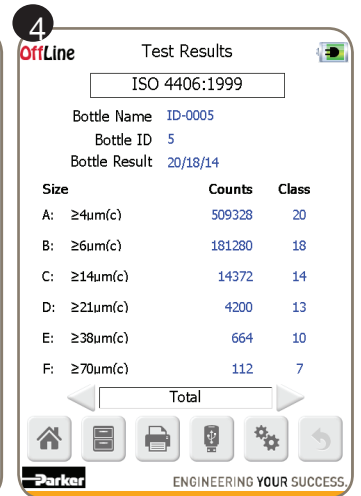 4
OffLine Test Results
ISO 4406:1999
Bottle Name ID-0005
Bottle ID 5
Bottle Result 20/18/14
Size Counts Class
A: ≥4µm(c) 509328 20
B: ≥6µm(c) 181280 18
C: ≥14µm(c) 14372 14
D: ≥21µm(c) 4200 13
E: ≥38µm(c) 664 10
F: ≥70µm(c) 112 7
Total
Parker ENGINEERING YOUR SUCCESS.